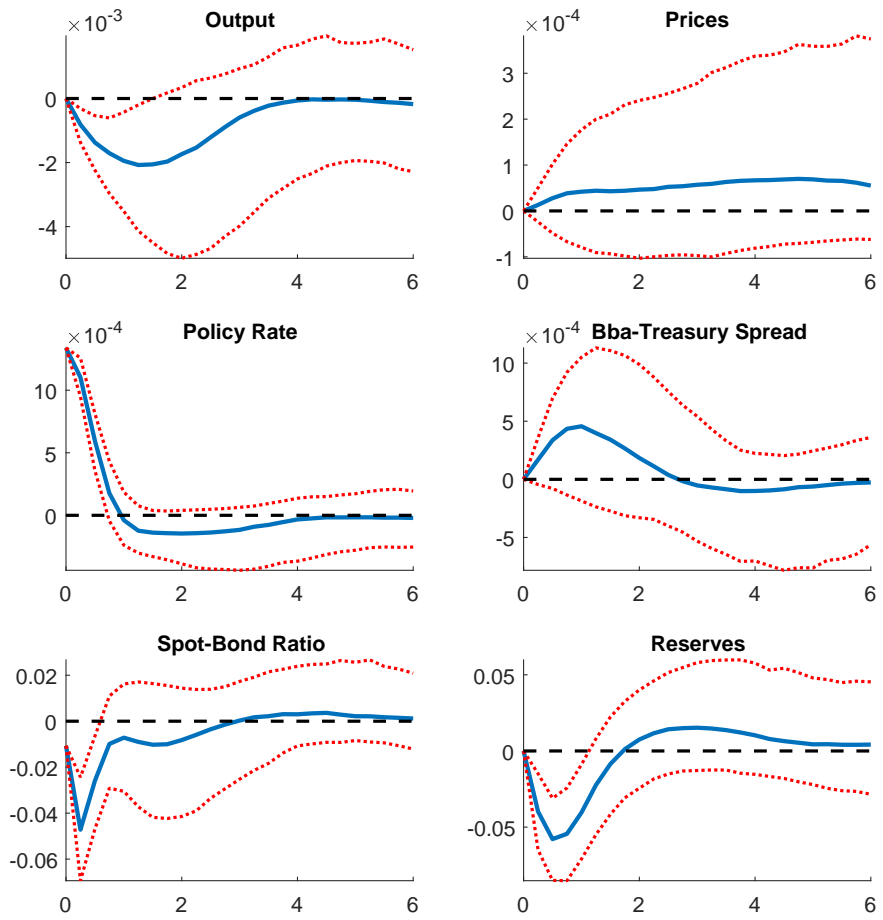 ×10⁻³
Output
0
-2
-4
0 2 4 6
×10⁻⁴
Prices
3
2
1
0
-1
0 2 4 6
×10⁻⁴
Policy Rate
10
5
0
0 2 4 6
×10⁻⁴
Bba-Treasury Spread
10
5
0
-5
0 2 4 6
Spot-Bond Ratio
0.02
0
-0.02
-0.04
-0.06
0 2 4 6
Reserves
0.05
0
-0.05
0 2 4 6